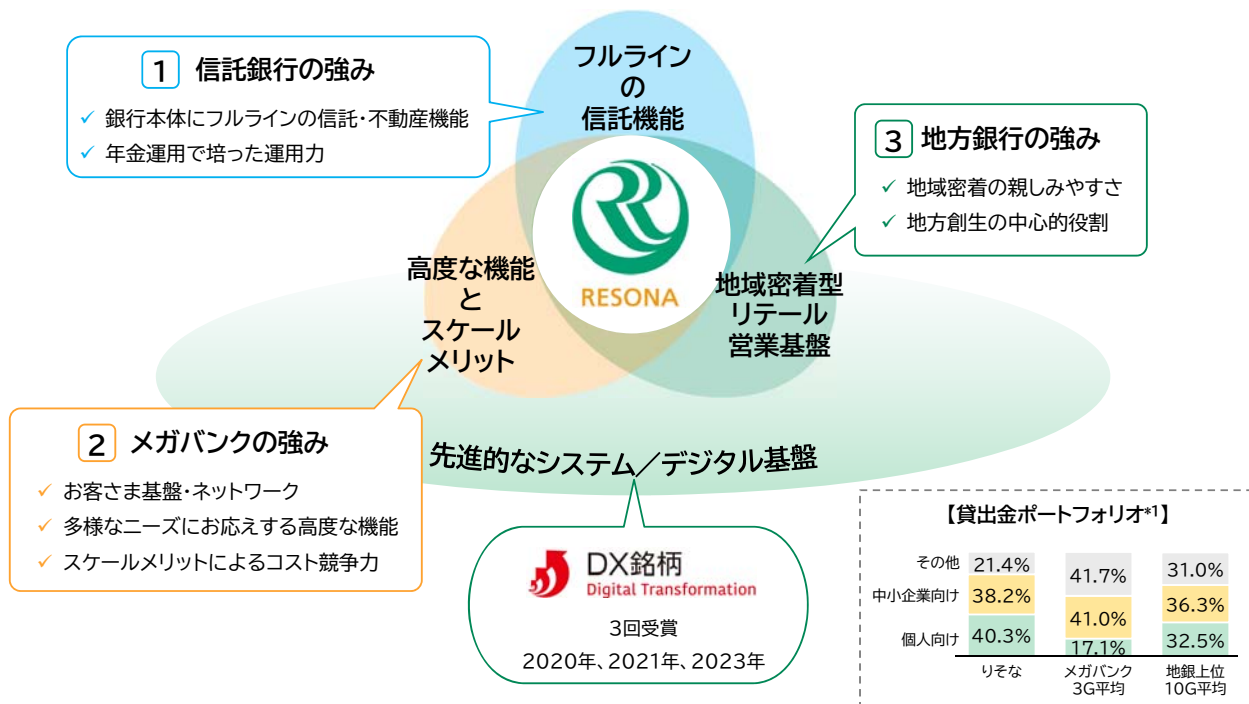 1 信託銀行の強み
✓ 銀行本体にフルラインの信託・不動産機能
✓ 年金運用で培った運用力
フルライン
の
信託機能
3 地方銀行の強み
✓ 地域密着の親しみやすさ
✓ 地方創生の中心的役割
RESONA
高度な機能
と
スケール
メリット
地域密着型
リテール
営業基盤
2 メガバンクの強み
✓ お客さま基盤・ネットワーク
✓ 多様なニーズにお応えする高度な機能
✓ スケールメリットによるコスト競争力
先進的なシステム／デジタル基盤
DX銘柄
Digital Transformation
3回受賞
2020年、2021年、2023年
【貸出金ポートフォリオ*1】
その他 21.4% 41.7% 31.0%
中小企業向け 38.2% 41.0% 36.3%
個人向け 40.3% 17.1% 32.5%
りそな メガバンク 地銀上位
3G平均 10G平均